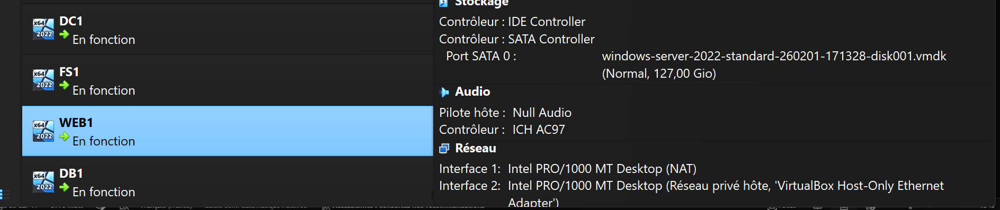 DC1
En fonction
FS1
En fonction
WEB1
En fonction
DB1
En fonction
x64
2022
x64
2022
x64
2022
x64
2022
Stockage
Contrôleur : IDE Controller
Contrôleur : SATA Controller
Port SATA 0 : windows-server-2022-standard-260201-171328-disk001.vmdk
(Normal, 127,00 Gio)
Audio
Pilote hôte : Null Audio
Contrôleur : ICH AC97
Réseau
Interface 1: Intel PRO/1000 MT Desktop (NAT)
Interface 2: Intel PRO/1000 MT Desktop (Réseau privé hôte, 'VirtualBox Host-Only Ethernet
Adapter')